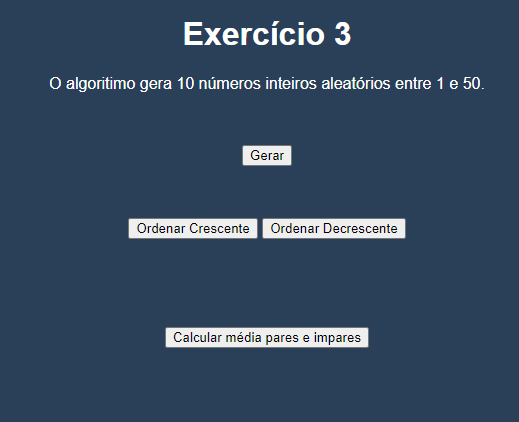 Exercício 3
O algoritimo gera 10 números inteiros aleatórios entre 1 e 50.
Gerar
Ordenar Crescente Ordenar Decrescente
Calcular média pares e impares